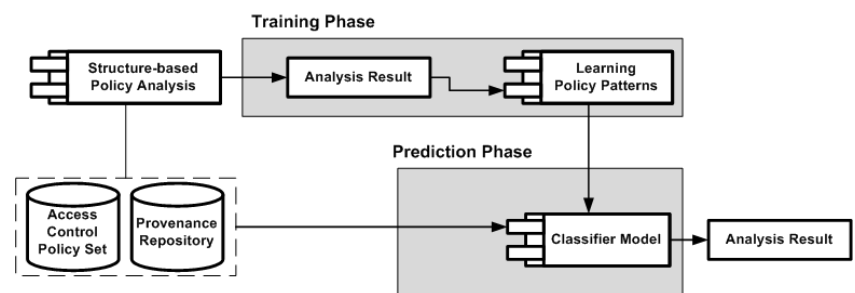 Training Phase
Structure-based
Policy Analysis
Analysis Result
Learning
Policy Patterns
Prediction Phase
Access
Control
Policy Set
Provenance
Repository
Classifier Model
Analysis Result